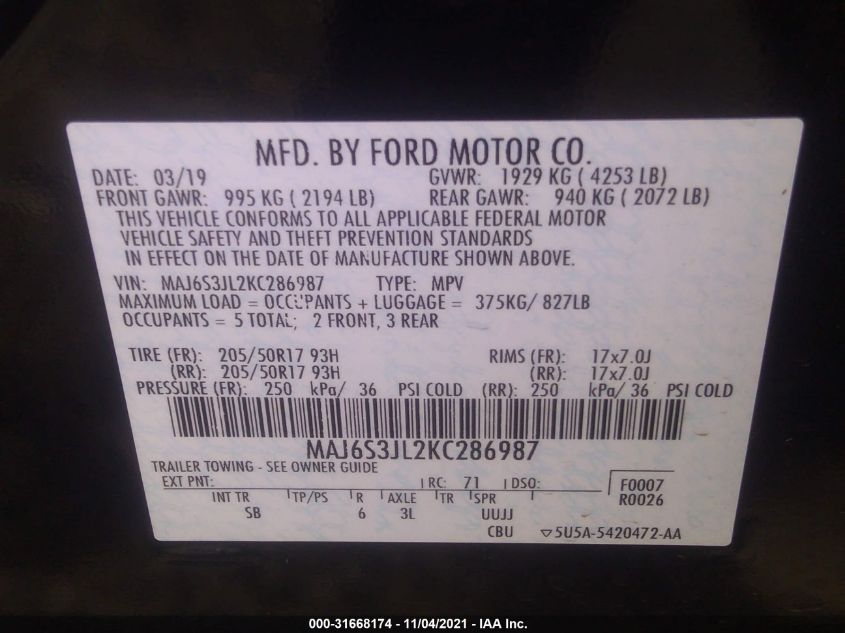 MFD. BY FORD MOTOR CO.
DATE: 03/19 GVWR: 1929 KG ( 4253 LB)
FRONT GAWR: 995 KG ( 2194 LB) REAR GAWR: 940 KG ( 2072 LB)
THIS VEHICLE CONFORMS TO ALL APPLICABLE FEDERAL MOTOR
VEHICLE SAFETY AND THEFT PREVENTION STANDARDS
IN EFFECT ON THE DATE OF MANUFACTURE SHOWN ABOVE.
VIN: MAJ6S3JL2KC286987 TYPE: MPV
MAXIMUM LOAD = OCCUPANTS + LUGGAGE = 375KG/ 827LB
OCCUPANTS = 5 TOTAL; 2 FRONT, 3 REAR
TIRE (FR): 205/50R17 93H RIMS (FR): 17x7.0J
(RR): 205/50R17 93H (RR): 17x7.0J
PRESSURE (FR): 250 kPa/ 36 PSI COLD (RR): 250 kPa/ 36 PSI COLD
MAJ6S3JL2KC286987
TRAILER TOWING - SEE OWNER GUIDE
EXT PNT: RC: 71 DSO: F0007
INT TR TP/PS R AXLE TR SPR R0026
SB 6 3L UUJJ
CBU ▽5U5A-5420472-AA
000-31668174 - 11/04/2021 - IAA Inc.